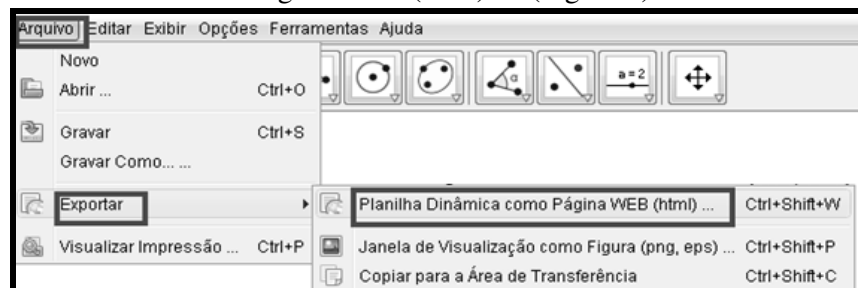 Arquivo Editar Exibir Opções Ferramentas Ajuda
Novo
Abrir ... Ctrl+O
a=2
Gravar Ctrl+S
Gravar Como... ...
Exportar
Planilha Dinâmica como Página WEB (html) ... Ctrl+Shift+W
Visualizar Impressão ... Ctrl+P
Janela de Visualização como Figura (png, eps) ... Ctrl+Shift+P
Copiar para a Área de Transferência Ctrl+Shift+C